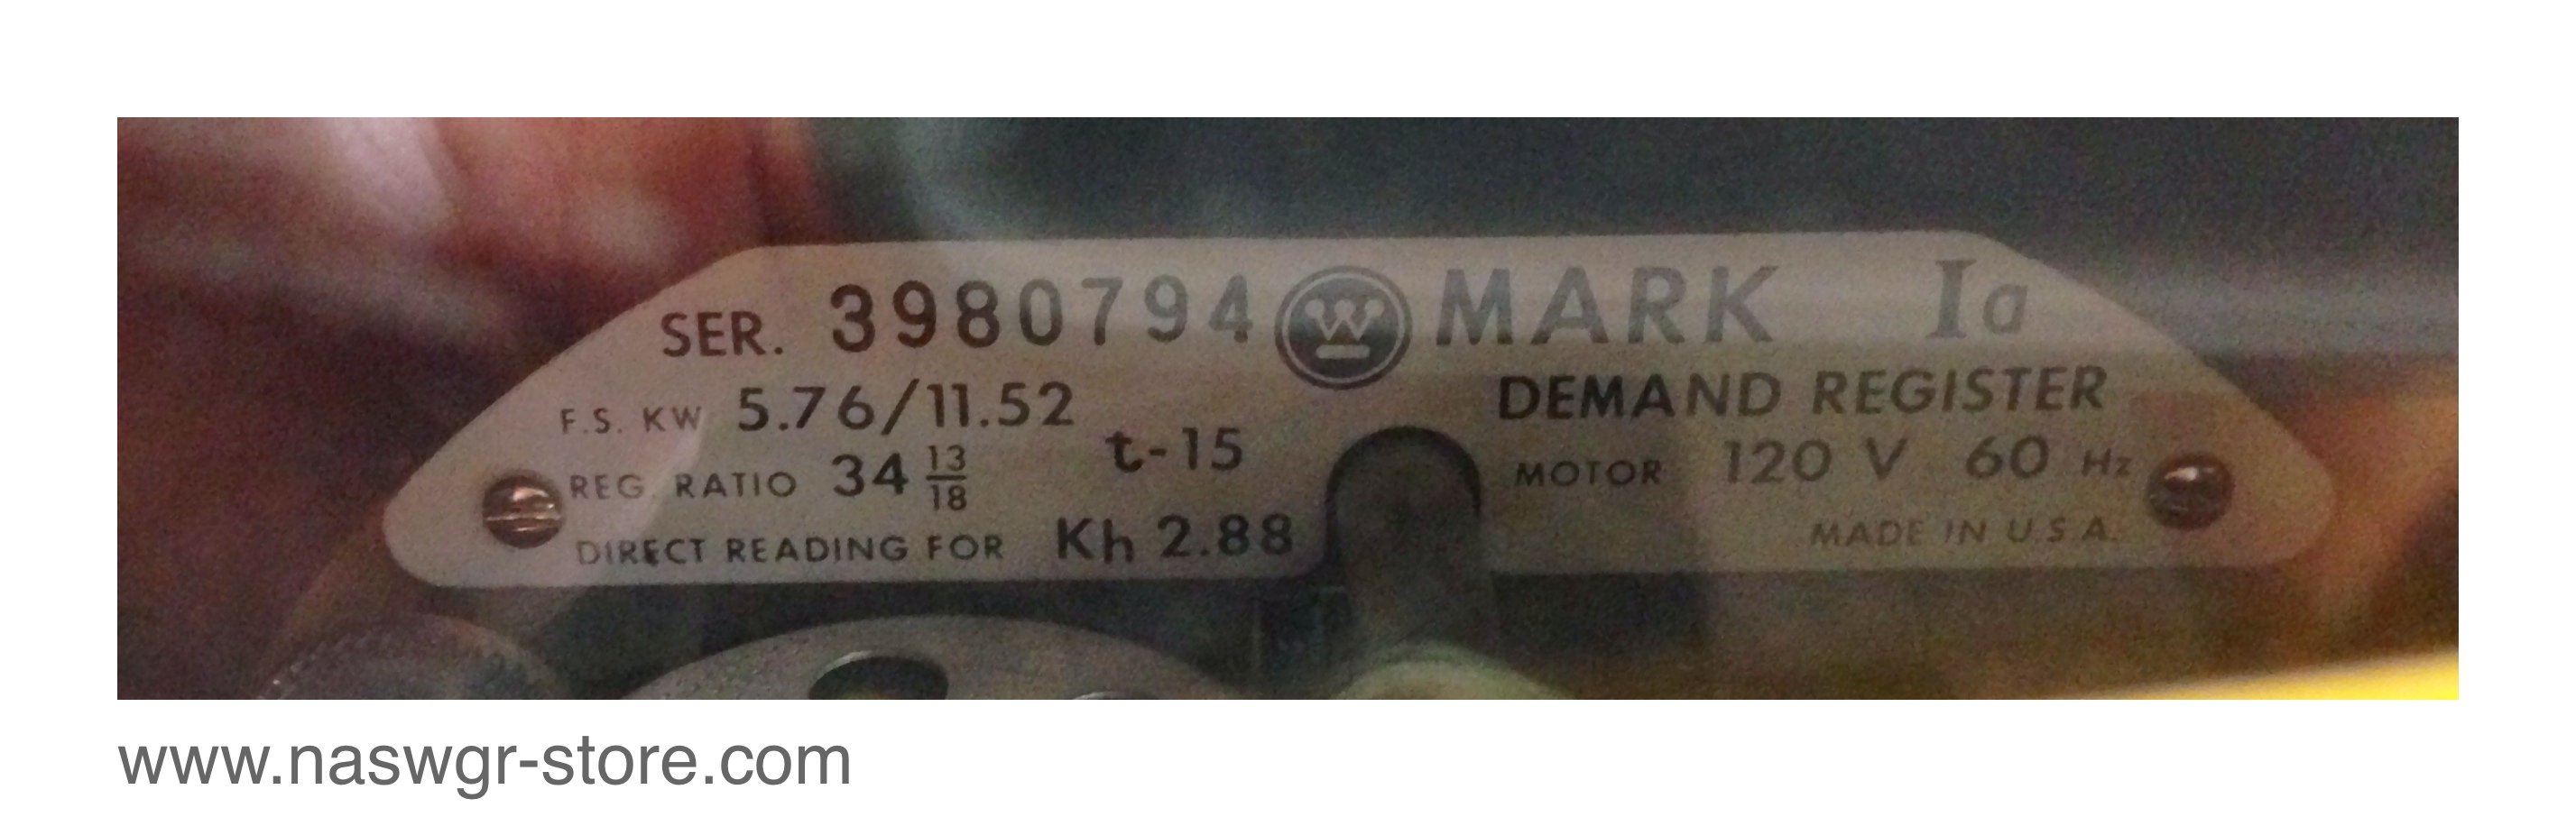 SER. 3980794 W MARK Ia
F.S. KW 5.76/11.52
DEMAND REGISTER
REG. RATIO 34 13/18 t-15
MOTOR 120 V 60 Hz
DIRECT READING FOR Kh 2.88
MADE IN U.S.A.
www.naswgr-store.com